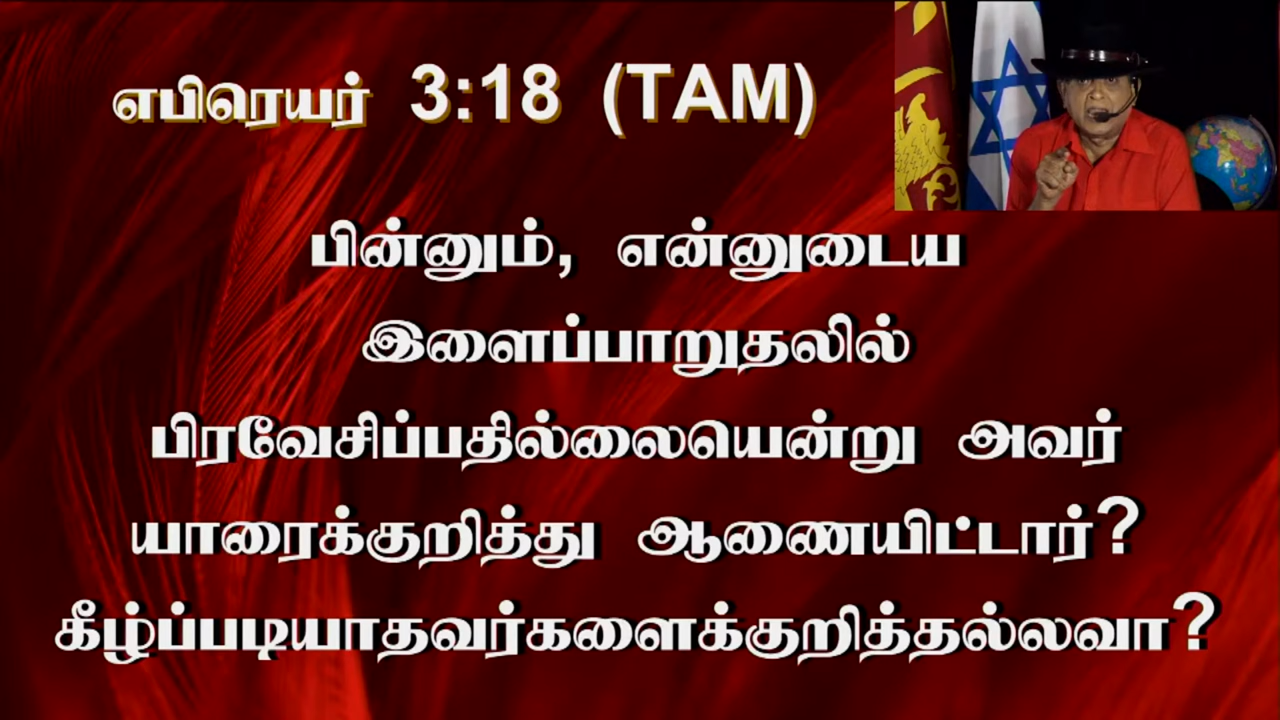 எபிரெயர் 3:18 (TAM)
பின்னும், என்னுடைய
இளைப்பாறுதலில்
பிரவேசிப்பதில்லையென்று அவர்
யாரைக்குறித்து ஆணையிட்டார்?
கீழ்ப்படியாதவர்களைக்குறித்தல்லவா?